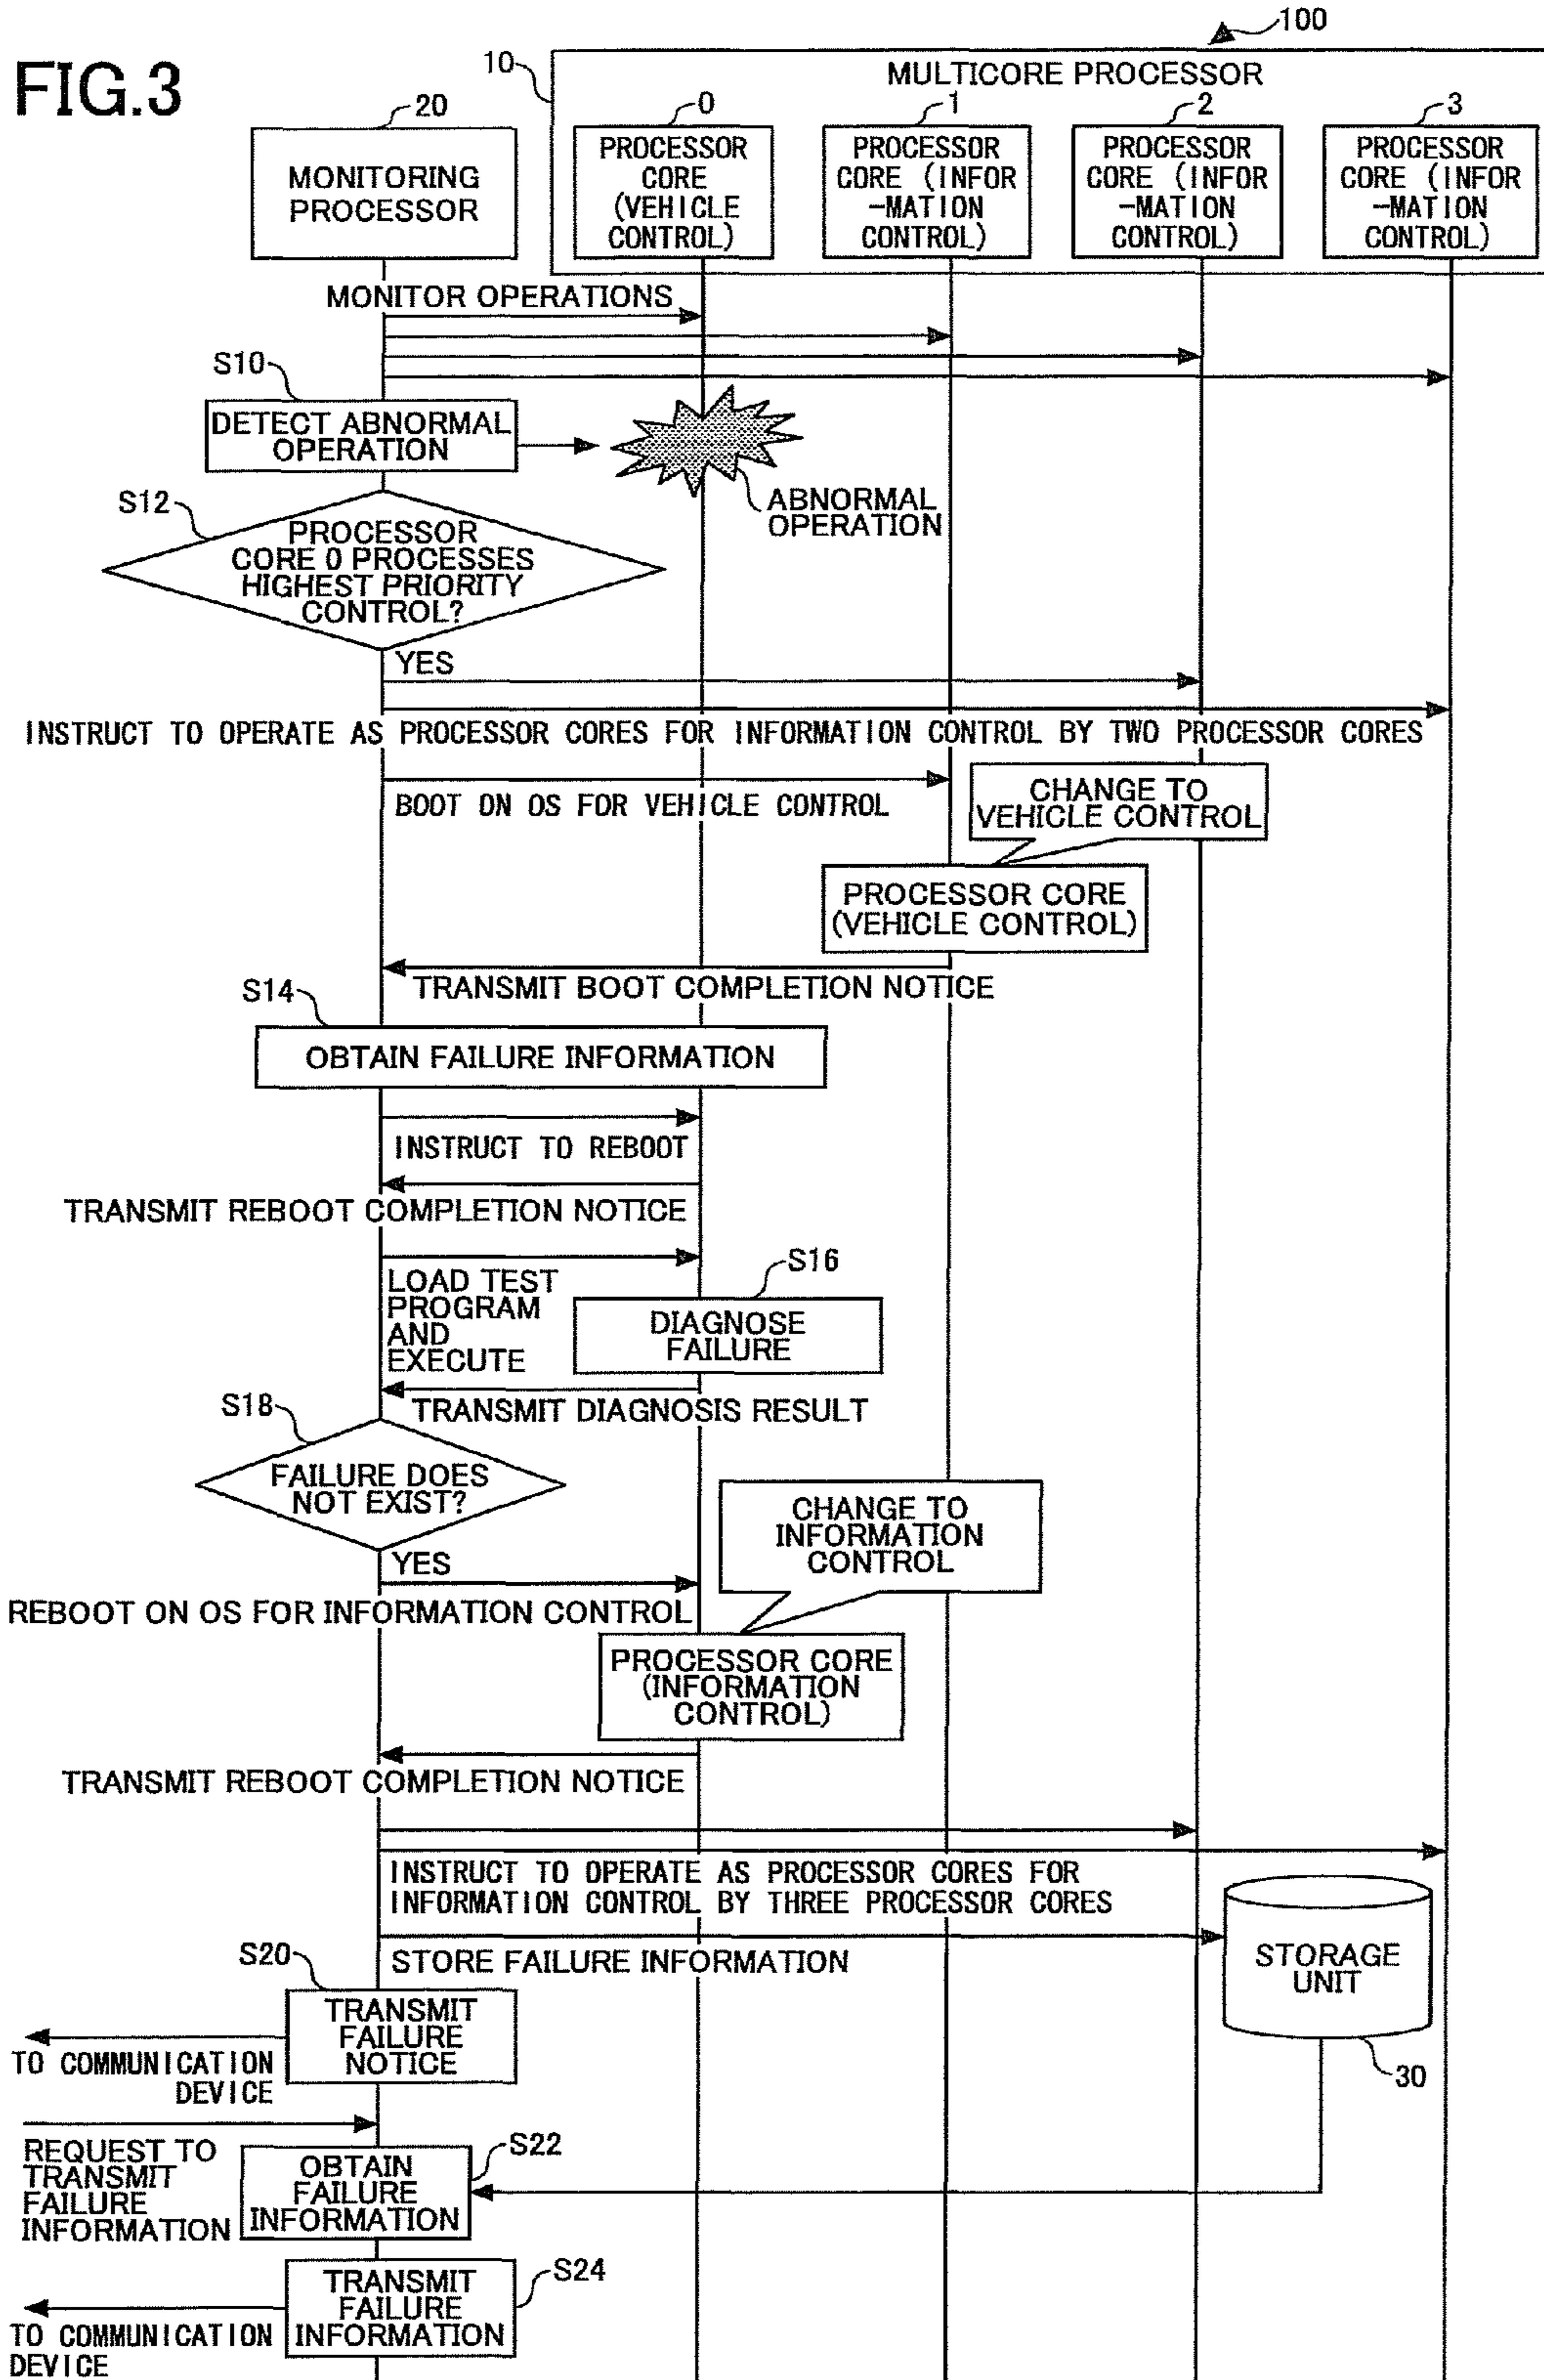 FIG.3
100
10
MULTICORE PROCESSOR
20
0
1
2
3
MONITORING
PROCESSOR
PROCESSOR
CORE
(VEHICLE
CONTROL)
PROCESSOR
CORE (INFOR
-MATION
CONTROL)
PROCESSOR
CORE (INFOR
-MATION
CONTROL)
PROCESSOR
CORE (INFOR
-MATION
CONTROL)
MONITOR OPERATIONS
S10
DETECT ABNORMAL
OPERATION
ABNORMAL
OPERATION
S12
PROCESSOR
CORE 0 PROCESSES
HIGHEST PRIORITY
CONTROL?
YES
INSTRUCT TO OPERATE AS PROCESSOR CORES FOR INFORMATION CONTROL BY TWO PROCESSOR CORES
BOOT ON OS FOR VEHICLE CONTROL
CHANGE TO
VEHICLE CONTROL
PROCESSOR CORE
(VEHICLE CONTROL)
TRANSMIT BOOT COMPLETION NOTICE
S14
OBTAIN FAILURE INFORMATION
INSTRUCT TO REBOOT
TRANSMIT REBOOT COMPLETION NOTICE
LOAD TEST
PROGRAM
AND
EXECUTE
S16
DIAGNOSE
FAILURE
TRANSMIT DIAGNOSIS RESULT
S18
FAILURE DOES
NOT EXIST?
YES
CHANGE TO
INFORMATION
CONTROL
REBOOT ON OS FOR INFORMATION CONTROL
PROCESSOR CORE
(INFORMATION
CONTROL)
TRANSMIT REBOOT COMPLETION NOTICE
INSTRUCT TO OPERATE AS PROCESSOR CORES FOR
INFORMATION CONTROL BY THREE PROCESSOR CORES
STORE FAILURE INFORMATION
STORAGE
UNIT
30
S20
TRANSMIT
FAILURE
NOTICE
TO COMMUNICATION
DEVICE
REQUEST TO
TRANSMIT
FAILURE
INFORMATION
S22
OBTAIN
FAILURE
INFORMATION
S24
TRANSMIT
FAILURE
INFORMATION
TO COMMUNICATION
DEVICE